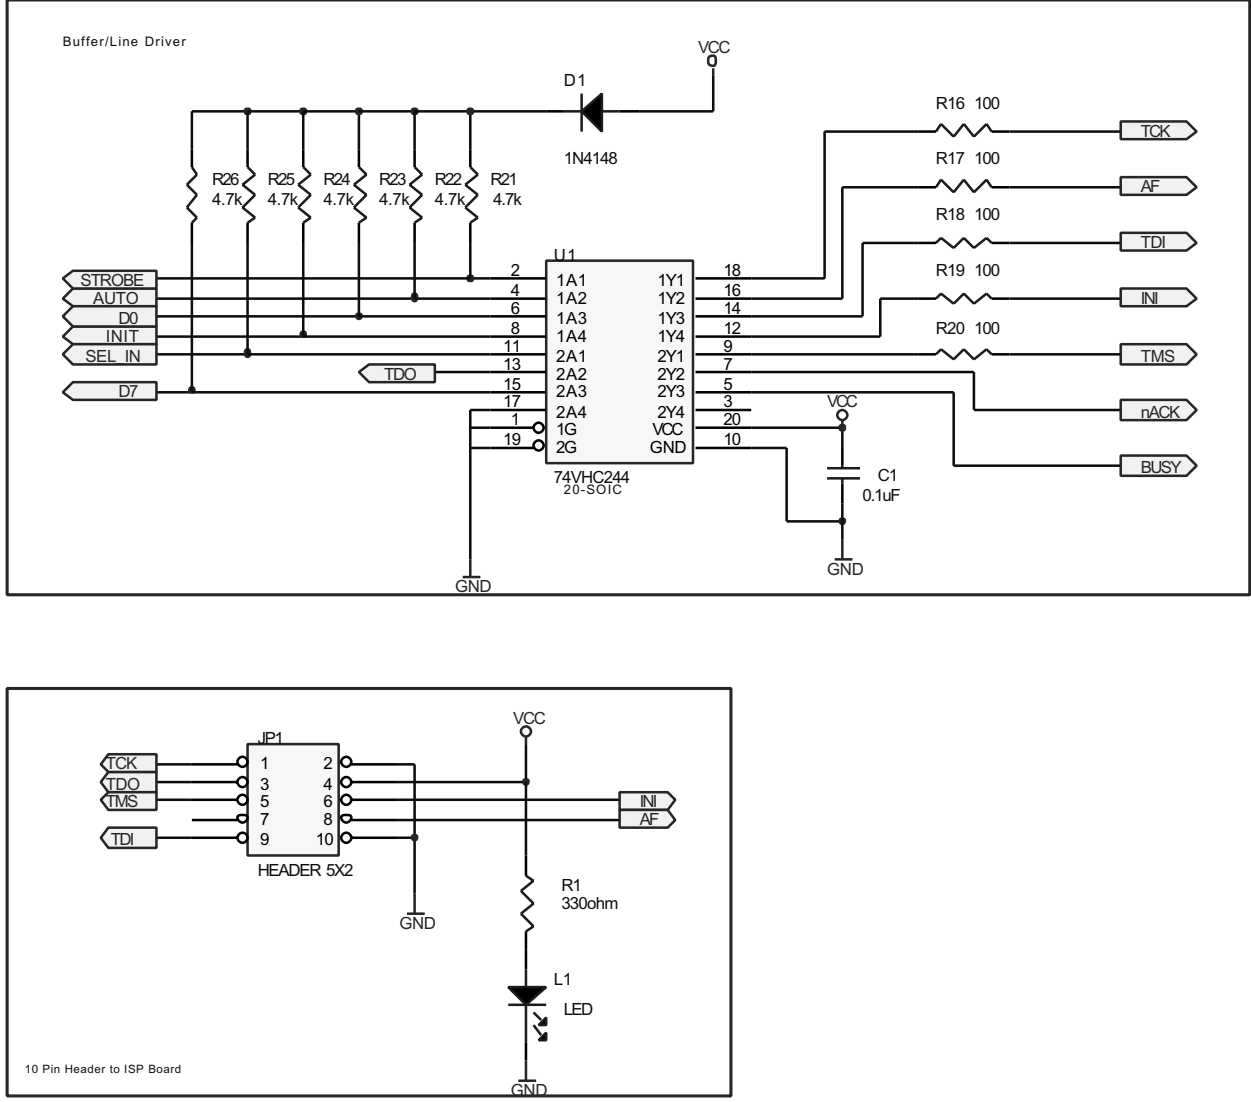 Buffer/Line Driver
VCC
D1
1N4148
R26 R25 R24 R23 R22 R21
4.7k 4.7k 4.7k 4.7k 4.7k 4.7k
R16 100
TCK
R17 100
AF
R18 100
TDI
R19 100
INI
R20 100
TMS
nACK
BUSY
U1
STROBE 2 1A1 1Y1 18
AUTO 4 1A2 1Y2 16
D0 6 1A3 1Y3 14
INIT 8 1A4 1Y4 12
SEL IN 11 2A1 2Y1 9
TDO 13 2A2 2Y2 7
D7 15 2A3 2Y3 5
17 2A4 2Y4 3
1 1G VCC 20
19 2G GND 10
74VHC244
20-SOIC
VCC
C1
0.1uF
GND
GND
VCC
JP1
TCK 1 2
TDO 3 4
TMS 5 6 INI
7 8 AF
TDI 9 10
HEADER 5X2
GND
R1
330ohm
L1
LED
GND
10 Pin Header to ISP Board